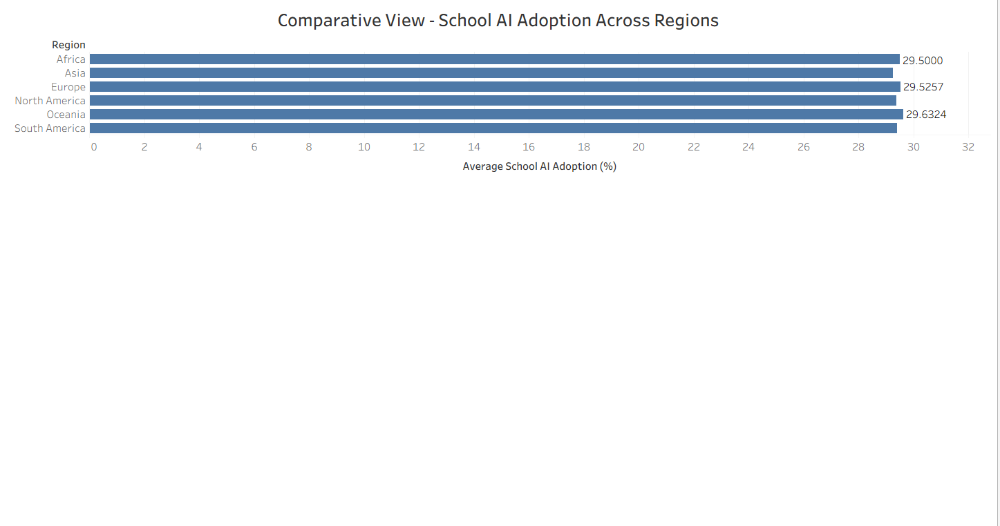 Comparative View - School AI Adoption Across Regions
Region
Africa 29.5000
Asia
Europe 29.5257
North America
Oceania 29.6324
South America
0 2 4 6 8 10 12 14 16 18 20 22 24 26 28 30 32
Average School AI Adoption (%)